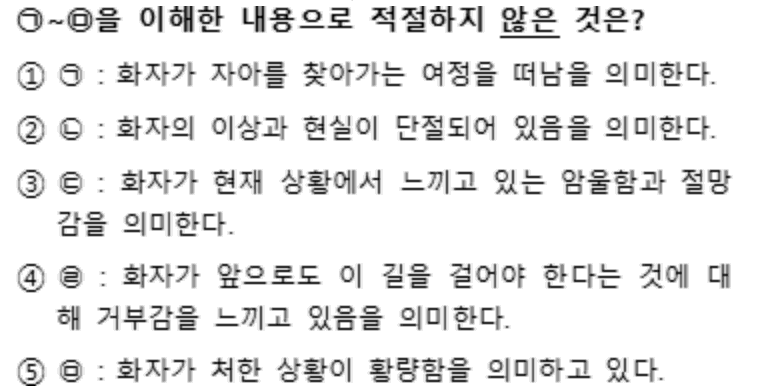 ㉠~㉤을 이해한 내용으로 적절하지 않은 것은?
① ㉠ : 화자가 자아를 찾아가는 여정을 떠남을 의미한다.
② ㉡ : 화자의 이상과 현실이 단절되어 있음을 의미한다.
③ ㉢ : 화자가 현재 상황에서 느끼고 있는 암울함과 절망
감을 의미한다.
④ ㉣ : 화자가 앞으로도 이 길을 걸어야 한다는 것에 대
해 거부감을 느끼고 있음을 의미한다.
⑤ ㉤ : 화자가 처한 상황이 황량함을 의미하고 있다.